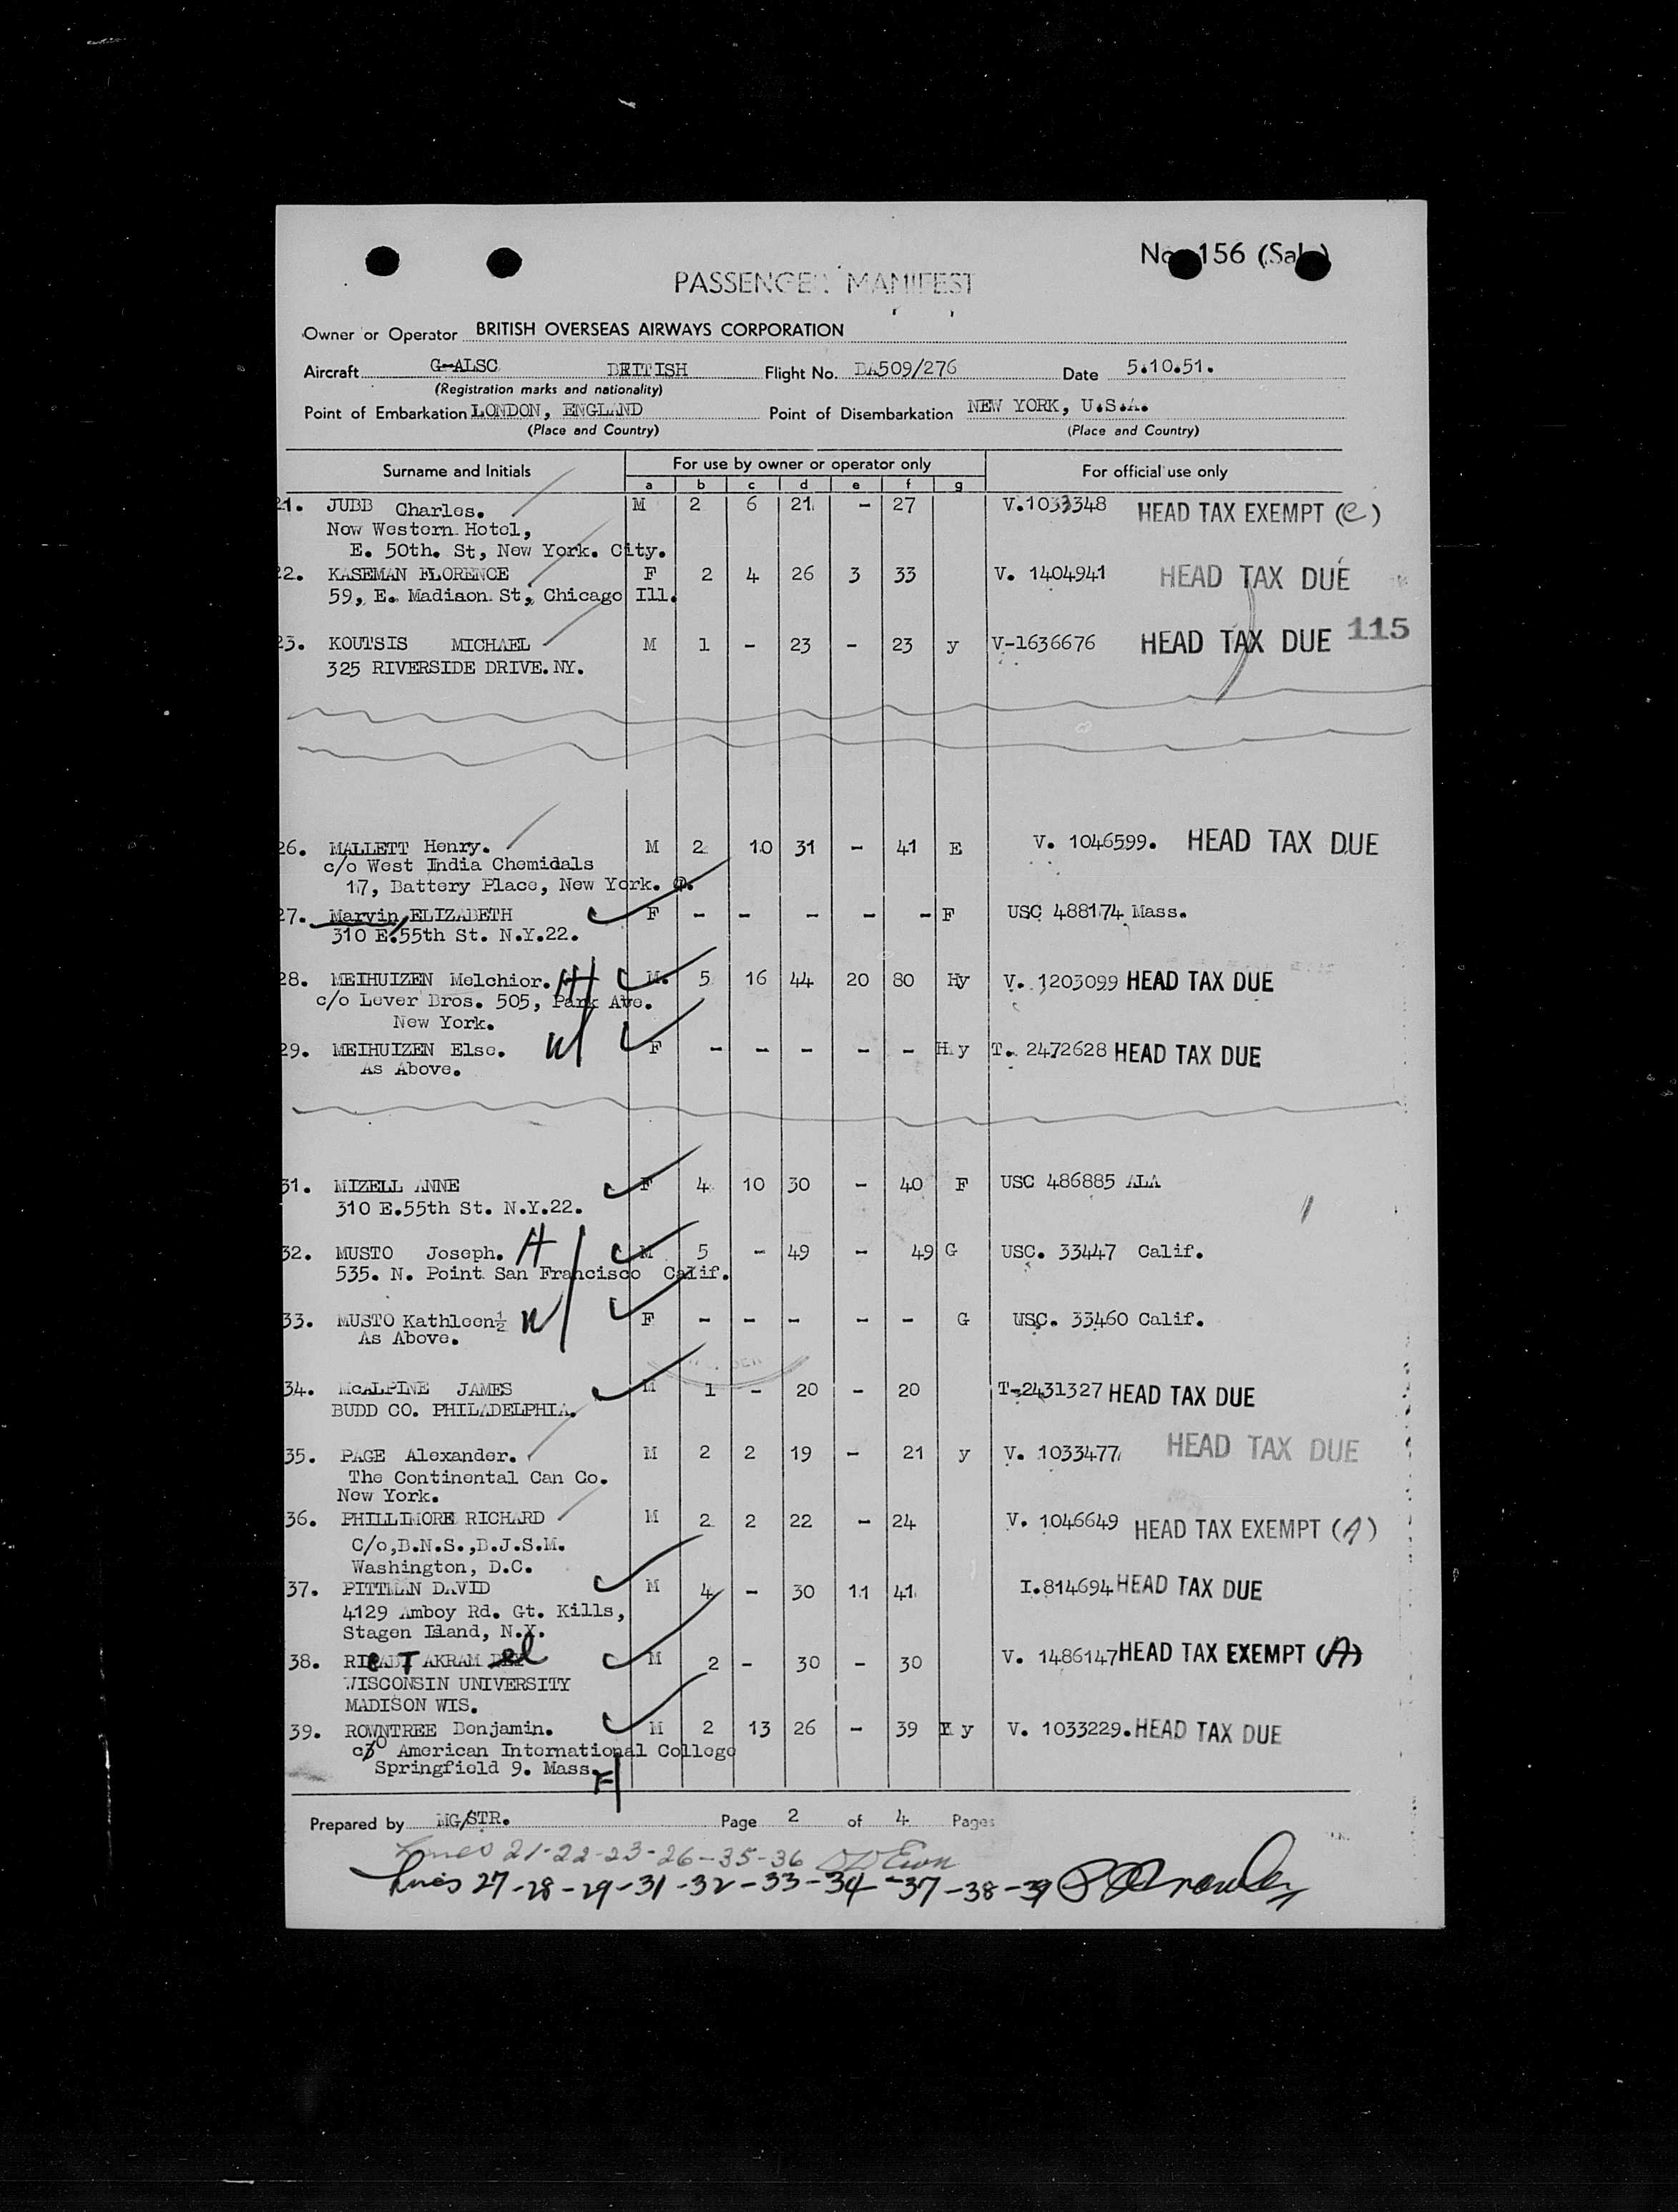 No. 156 (Sale)
PASSENGER MANIFEST
Owner or Operator BRITISH OVERSEAS AIRWAYS CORPORATION
Aircraft G-ALSC BRITISH Flight No. BA509/276 Date 5.10.51.
(Registration marks and nationality)
Point of Embarkation LONDON, ENGLAND Point of Disembarkation NEW YORK, U.S.A.
(Place and Country) (Place and Country)
Surname and Initials For use by owner or operator only For official use only
a b c d e f g
21. JUBB Charles. M 2 6 21 - 27 V.1033348 HEAD TAX EXEMPT (C)
New Western Hotel,
E. 50th. St, New York. City.
22. KASEMAN FLORENCE F 2 4 26 3 33 V. 1404941 HEAD TAX DUE
59, E. Madison St, Chicago Ill.
23. KOUTSIS MICHAEL M 1 - 23 - 23 y V-1636676 HEAD TAX DUE 115
325 RIVERSIDE DRIVE.NY.
26. MALLETT Henry. M 2 10 31 - 41 E V. 1046599. HEAD TAX DUE
c/o West India Chemidals
17, Battery Place, New York.
27. Marvin, ELIZABETH F - - - - - F USC 488174 Mass.
310 E.55th St. N.Y.22.
28. MEIHUIZEN Melchior. H M. 5 16 44 20 80 Hy V. 1203099 HEAD TAX DUE
c/o Lever Bros. 505, Park Ave.
New York.
29. MEIHUIZEN Else. W F - - - - - H y T. 2472628 HEAD TAX DUE
As Above.
31. MIZELL ANNE F 4 10 30 - 40 F USC 486885 ALA
310 E.55th St. N.Y.22.
32. MUSTO Joseph. H M 5 - 49 - 49 G USC. 33447 Calif.
535. N. Point San Francisco Calif.
33. MUSTO Kathleen½ W F - - - - - G USC. 33460 Calif.
As Above.
34. McALPINE JAMES M 1 - 20 - 20 T-2431327 HEAD TAX DUE
BUDD CO. PHILADELPHIA.
35. PAGE Alexander. M 2 2 19 - 21 y V. 1033477 HEAD TAX DUE
The Continental Can Co.
New York.
36. PHILLIMORE RICHARD M 2 2 22 - 24 V. 1046649 HEAD TAX EXEMPT (A)
C/o,B.N.S.,B.J.S.M.
Washington, D.C.
37. PITTMAN DAVID M 4 - 30 11 41 I.814694 HEAD TAX DUE
4129 Amboy Rd. Gt. Kills,
Stagen Island, N.Y.
38. AKRAM el M 2 - 30 - 30 V. 1486147 HEAD TAX EXEMPT (A)
WISCONSIN UNIVERSITY
MADISON WIS.
39. ROWNTREE Benjamin. M 2 13 26 - 39 y V. 1033229. HEAD TAX DUE
c/o American International College
Springfield 9. Mass.
Prepared by MG/STR. Page 2 of 4 Pages
Lines 21-22-23-26-35-36
Lines 27-28-29-31-32-33-34-37-38-39